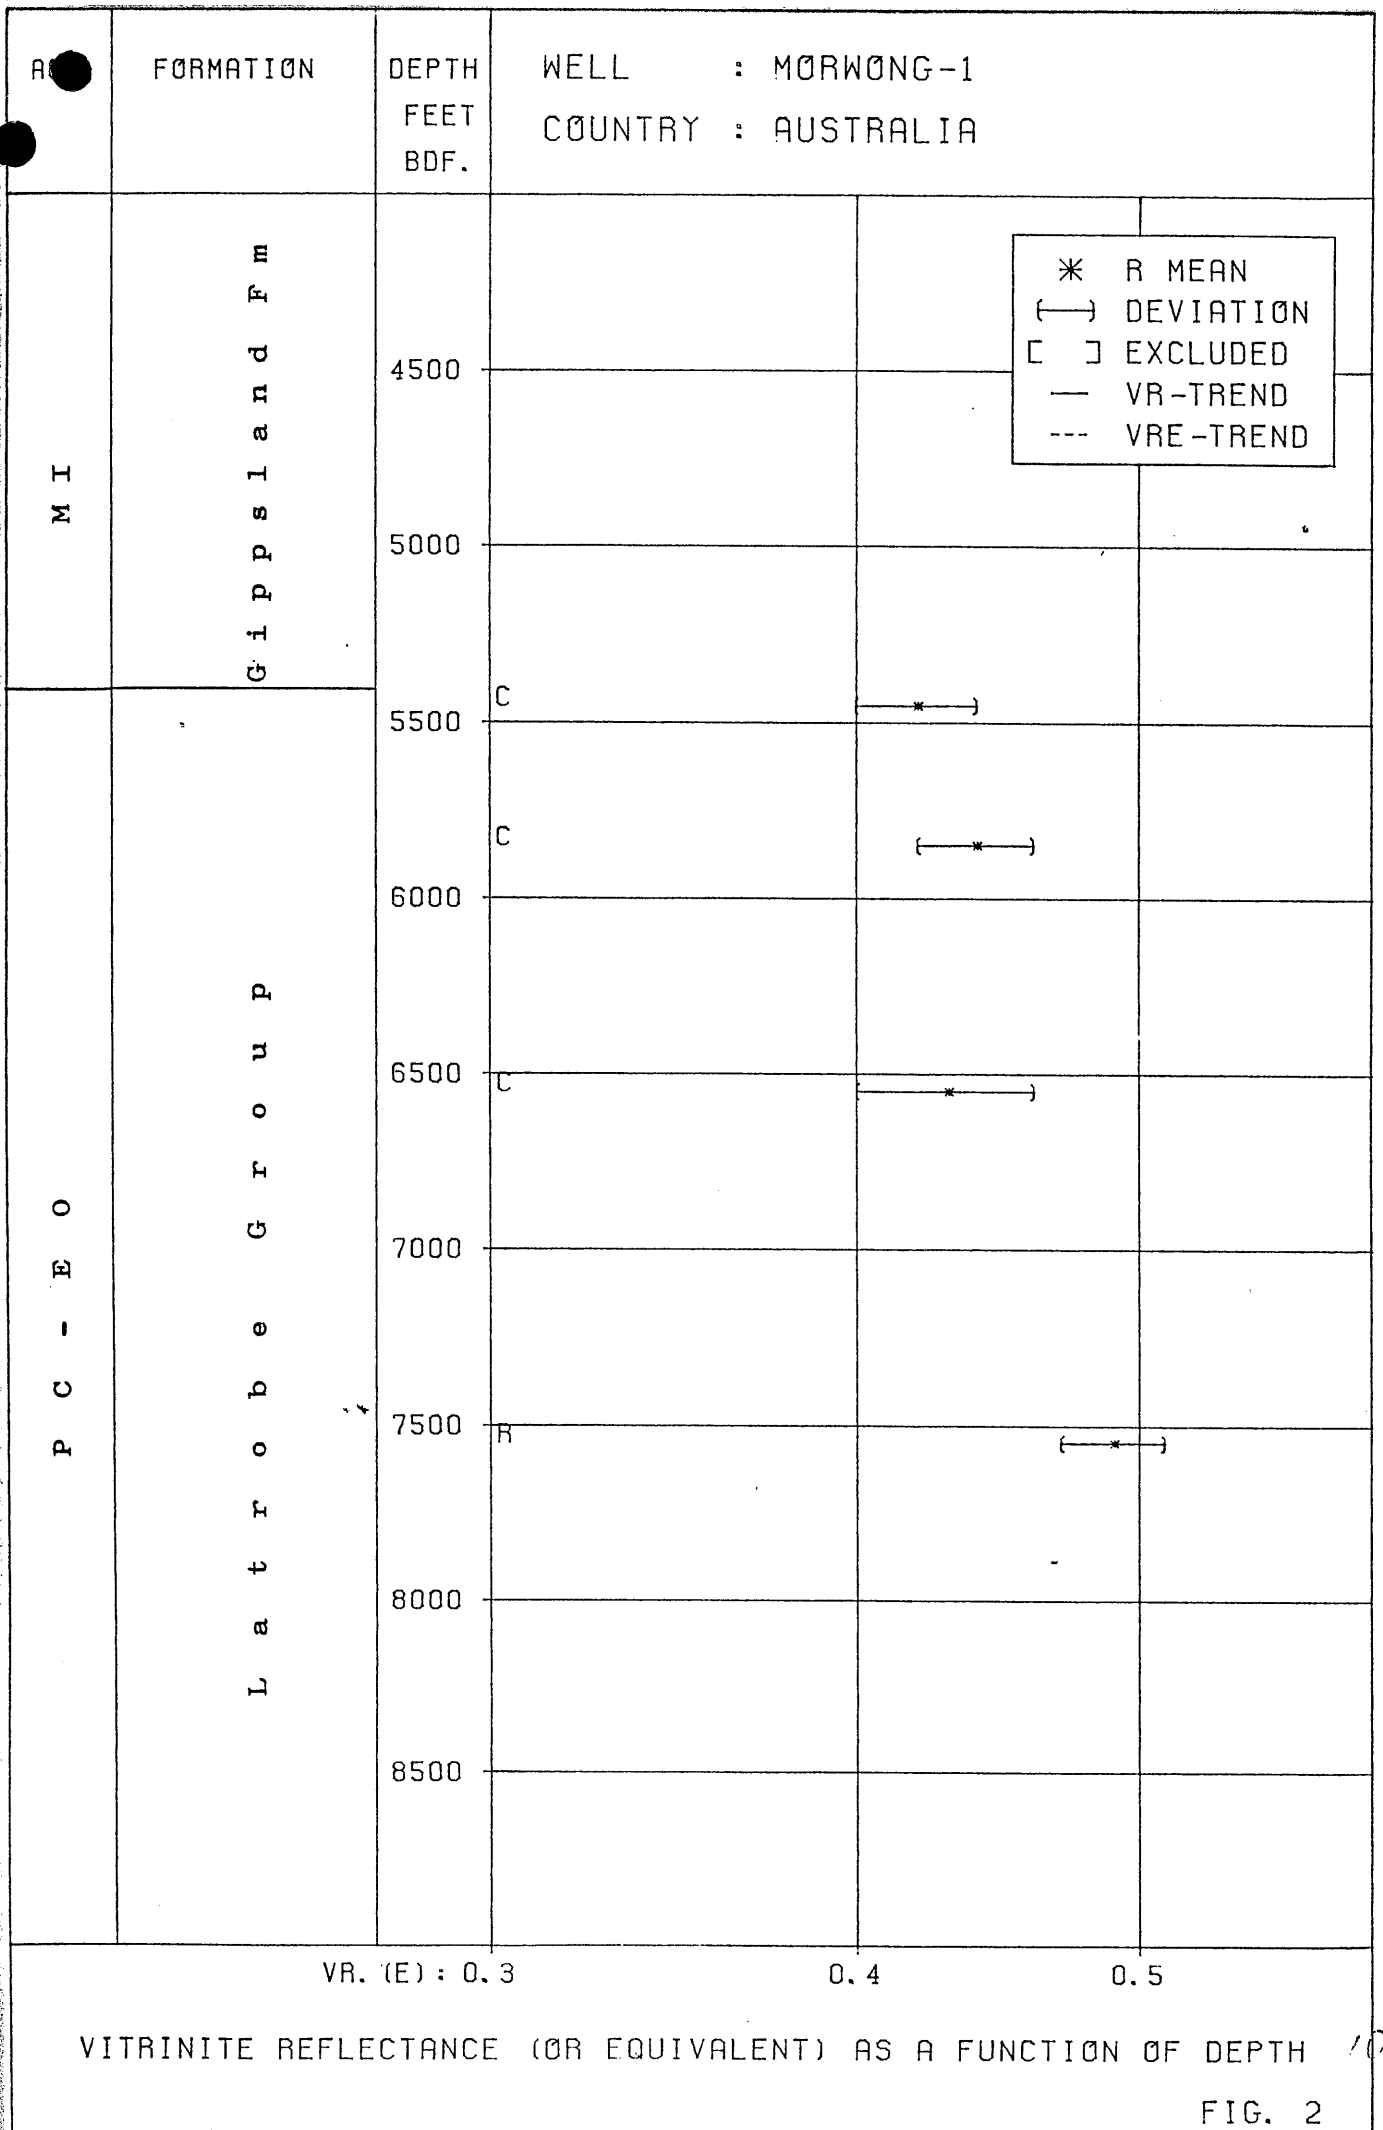 FORMATION
DEPTH
FEET
BDF.
WELL : MORWONG-1
COUNTRY : AUSTRALIA
R MEAN
DEVIATION
[ ] EXCLUDED
VR-TREND
VRE-TREND
MI
Gippsland Fm
PC-EO
Latrobe Group
4500
5000
5500
6000
6500
7000
7500
8000
8500
C
C
C
R
VR.(E): 0.3
0.4
0.5
VITRINITE REFLECTANCE (OR EQUIVALENT) AS A FUNCTION OF DEPTH
FIG. 2